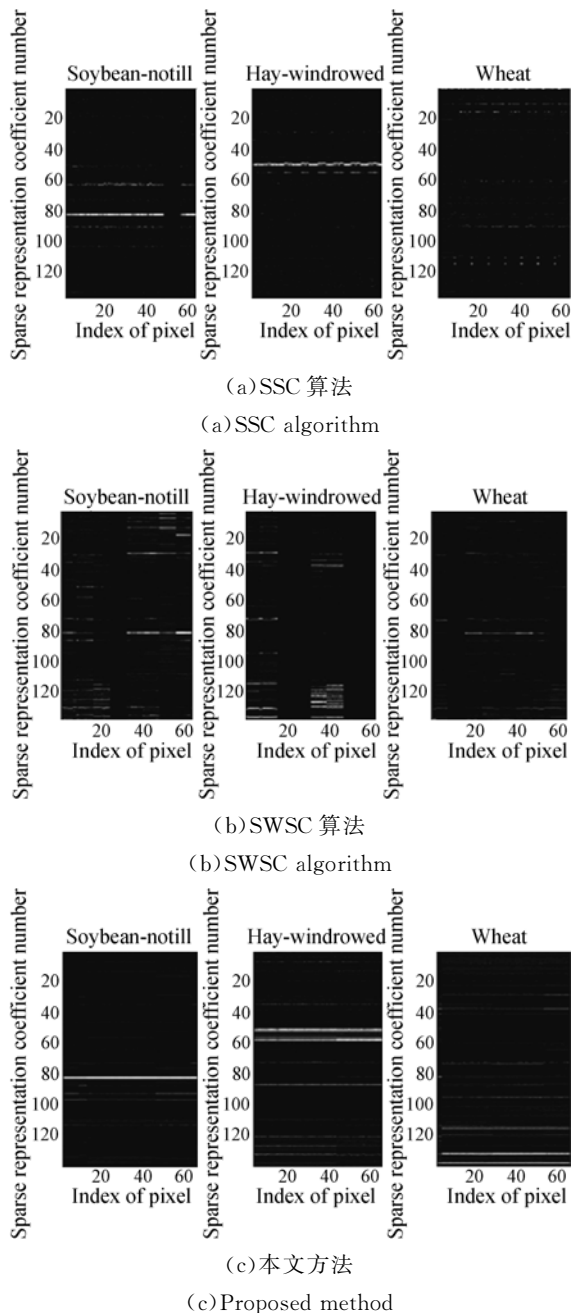 Soybean-notill Hay-windrowed Wheat
Sparse representation coefficient number
20
40
60
80
100
120
20 40 60
Index of pixel
Sparse representation coefficient number
20
40
60
80
100
120
20 40 60
Index of pixel
Sparse representation coefficient number
20
40
60
80
100
120
20 40 60
Index of pixel
(a)SSC 算法
(a)SSC algorithm
Soybean-notill Hay-windrowed Wheat
Sparse representation coefficient number
20
40
60
80
100
120
20 40 60
Index of pixel
Sparse representation coefficient number
20
40
60
80
100
120
20 40 60
Index of pixel
Sparse representation coefficient number
20
40
60
80
100
120
20 40 60
Index of pixel
(b)SWSC 算法
(b)SWSC algorithm
Soybean-notill Hay-windrowed Wheat
Sparse representation coefficient number
20
40
60
80
100
120
20 40 60
Index of pixel
Sparse representation coefficient number
20
40
60
80
100
120
20 40 60
Index of pixel
Sparse representation coefficient number
20
40
60
80
100
120
20 40 60
Index of pixel
(c)本文方法
(c)Proposed method